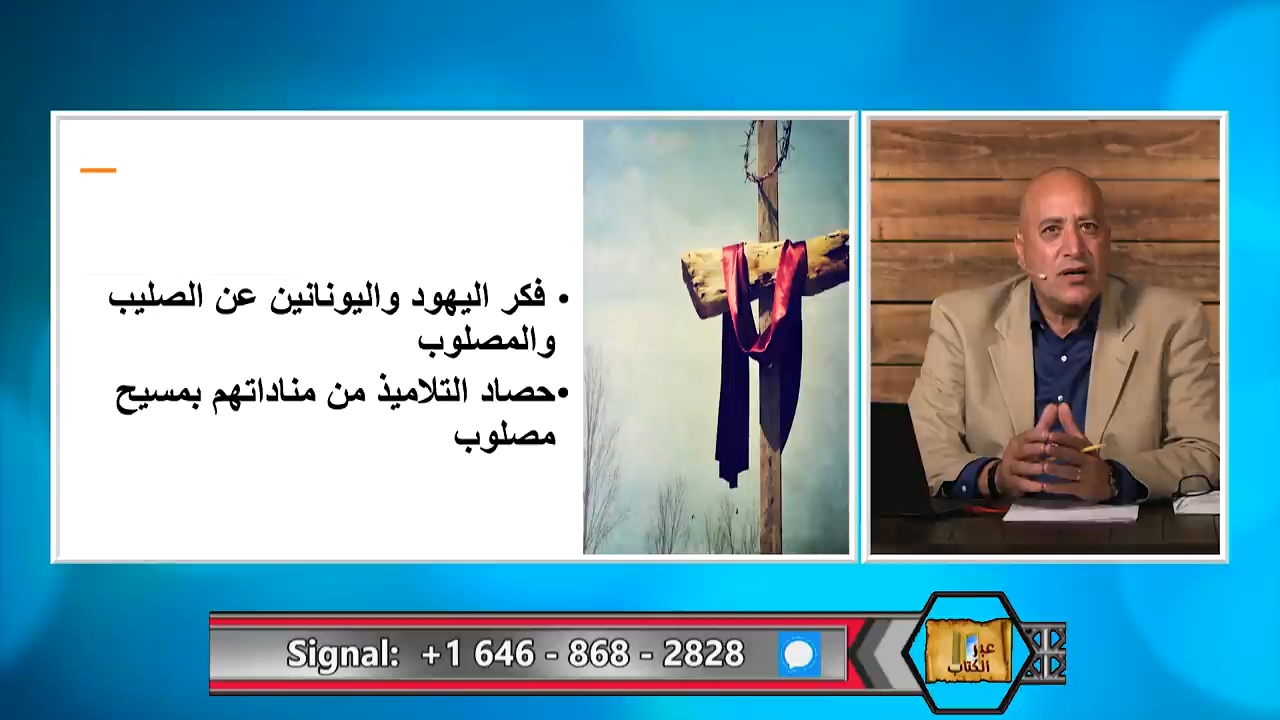 • فكر اليهود واليونانين عن الصليب
والمصلوب
•حصاد التلاميذ من مناداتهم بمسيح
مصلوب
Signal: +1 646 - 868 - 2828
عبر
الكتاب